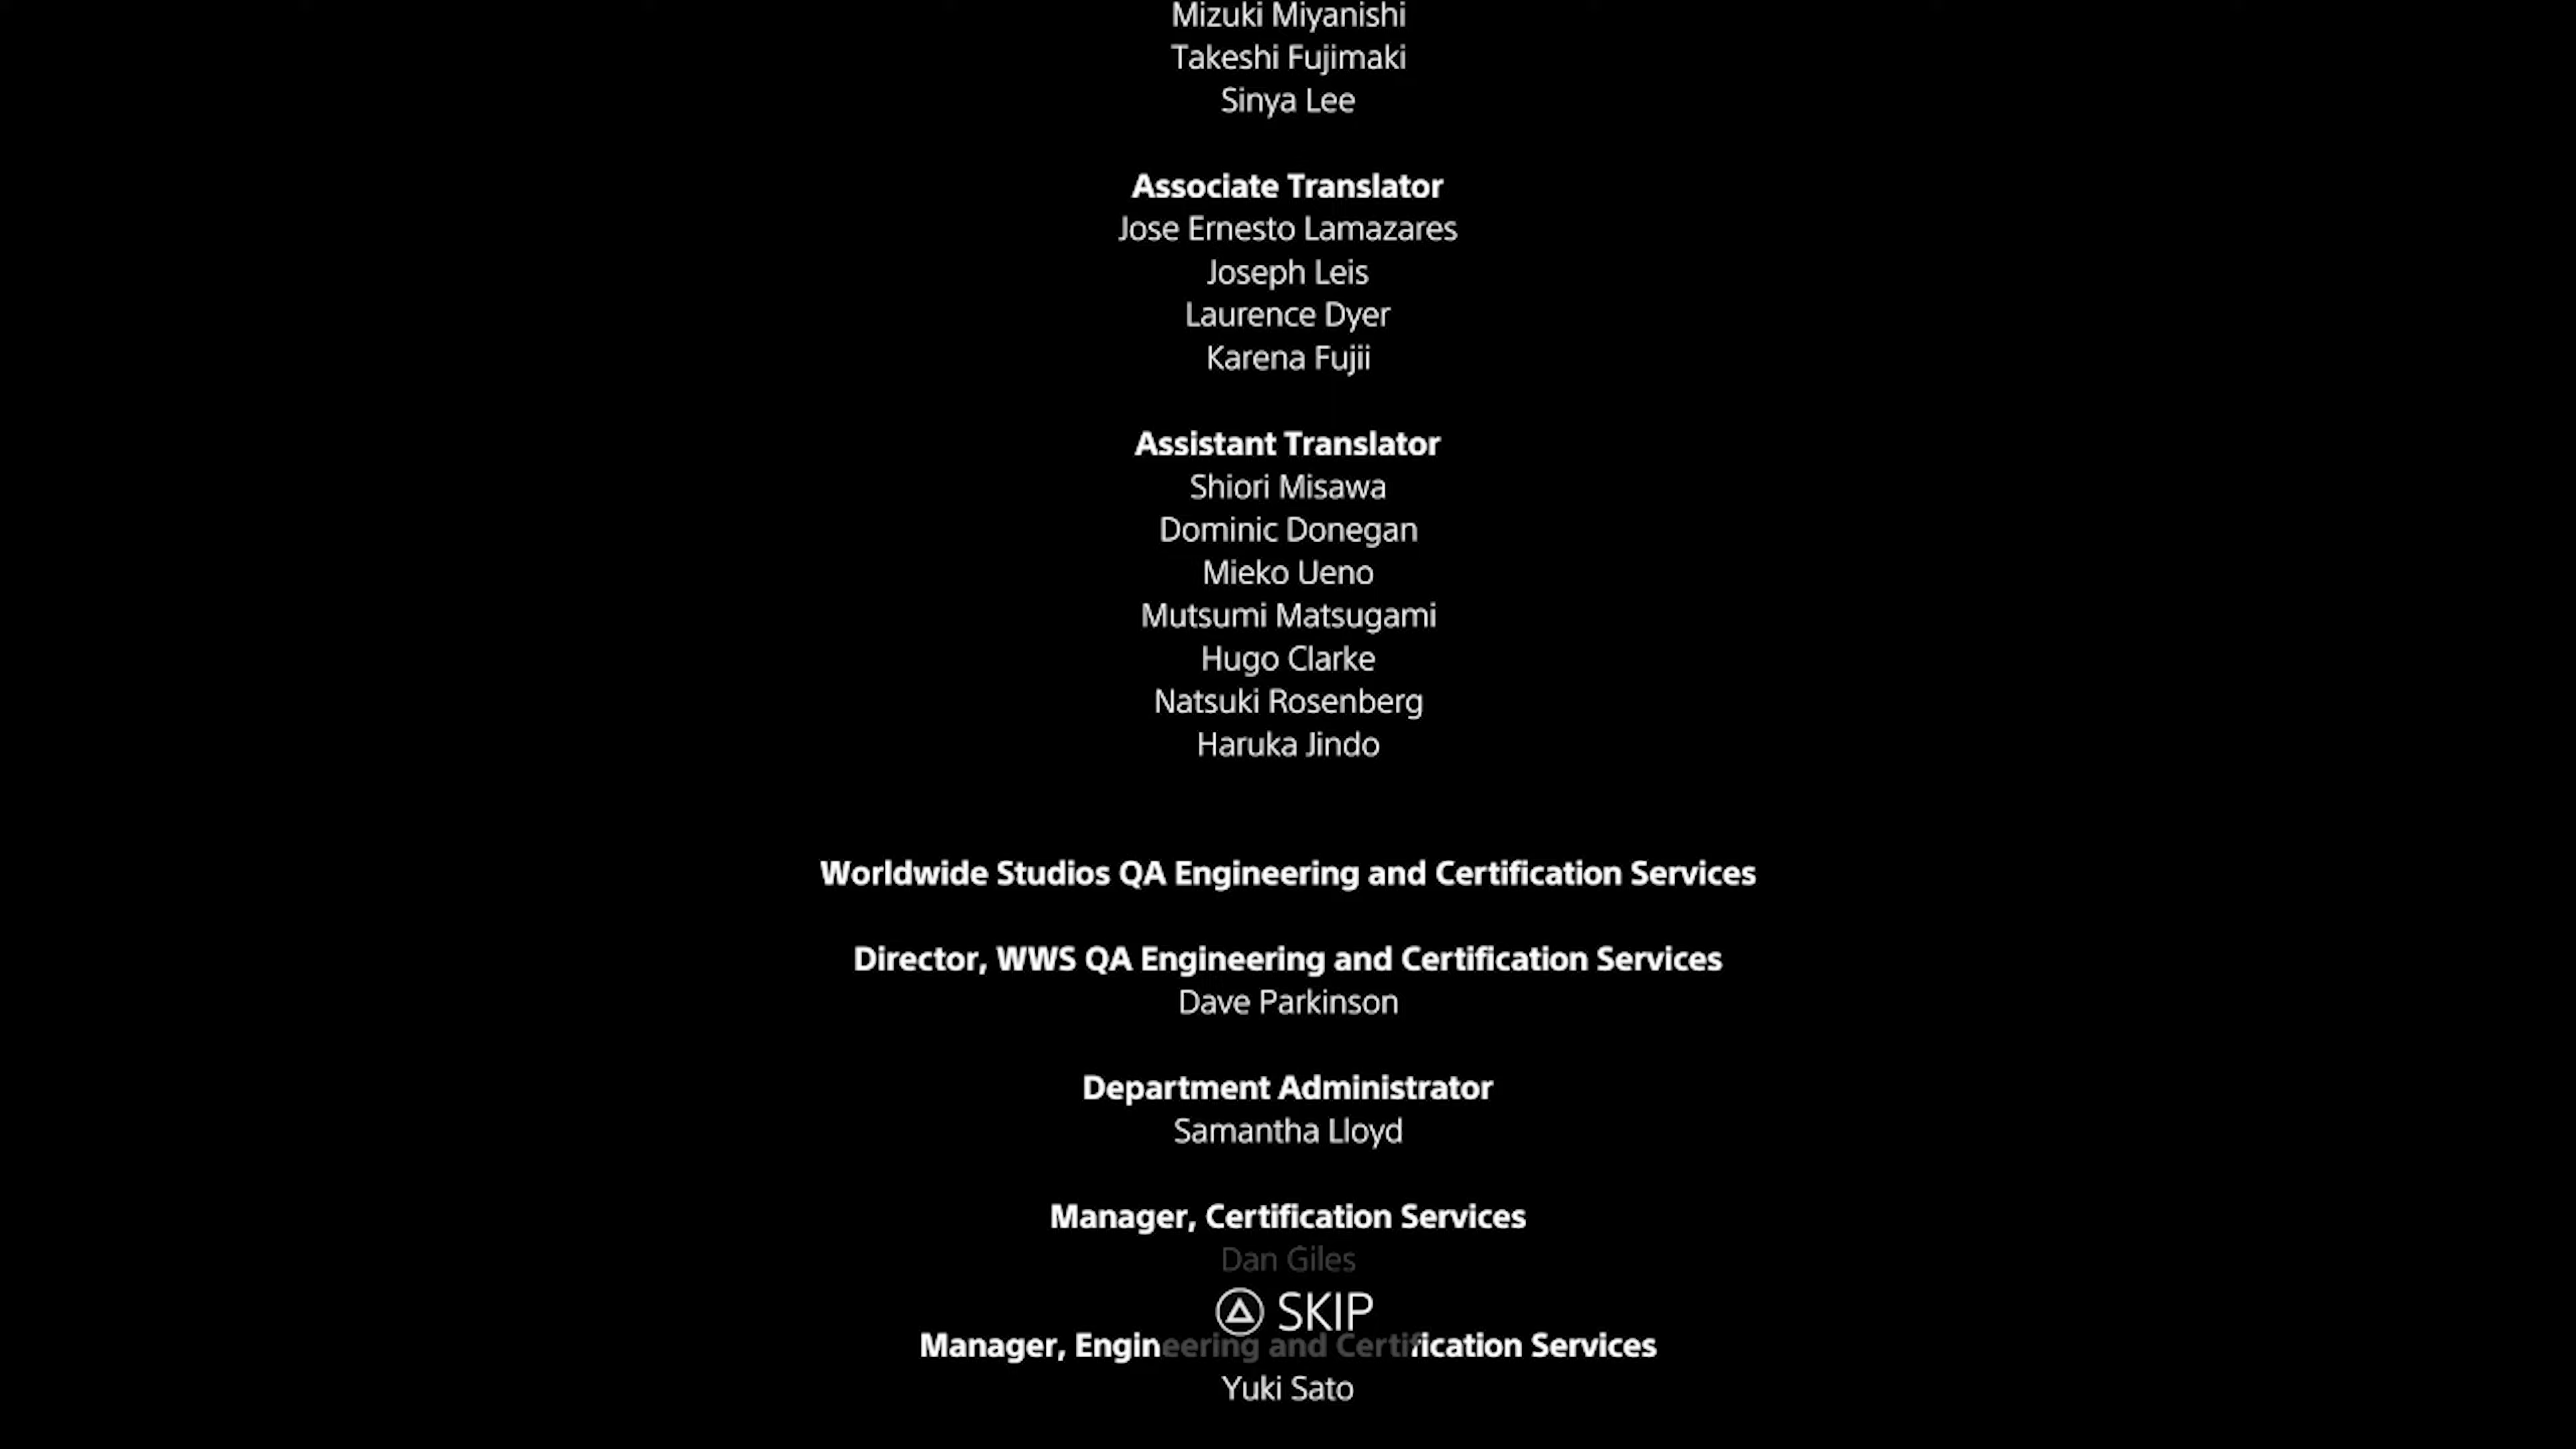 Mizuki Miyanishi
Takeshi Fujimaki
Sinya Lee
Associate Translator
Jose Ernesto Lamazares
Joseph Leis
Laurence Dyer
Karena Fujii
Assistant Translator
Shiori Misawa
Dominic Donegan
Mieko Ueno
Mutsumi Matsugami
Hugo Clarke
Natsuki Rosenberg
Haruka Jindo
Worldwide Studios QA Engineering and Certification Services
Director, WWS QA Engineering and Certification Services
Dave Parkinson
Department Administrator
Samantha Lloyd
Manager, Certification Services
Dan Giles
SKIP
Manager, Engineering and Certification Services
Yuki Sato